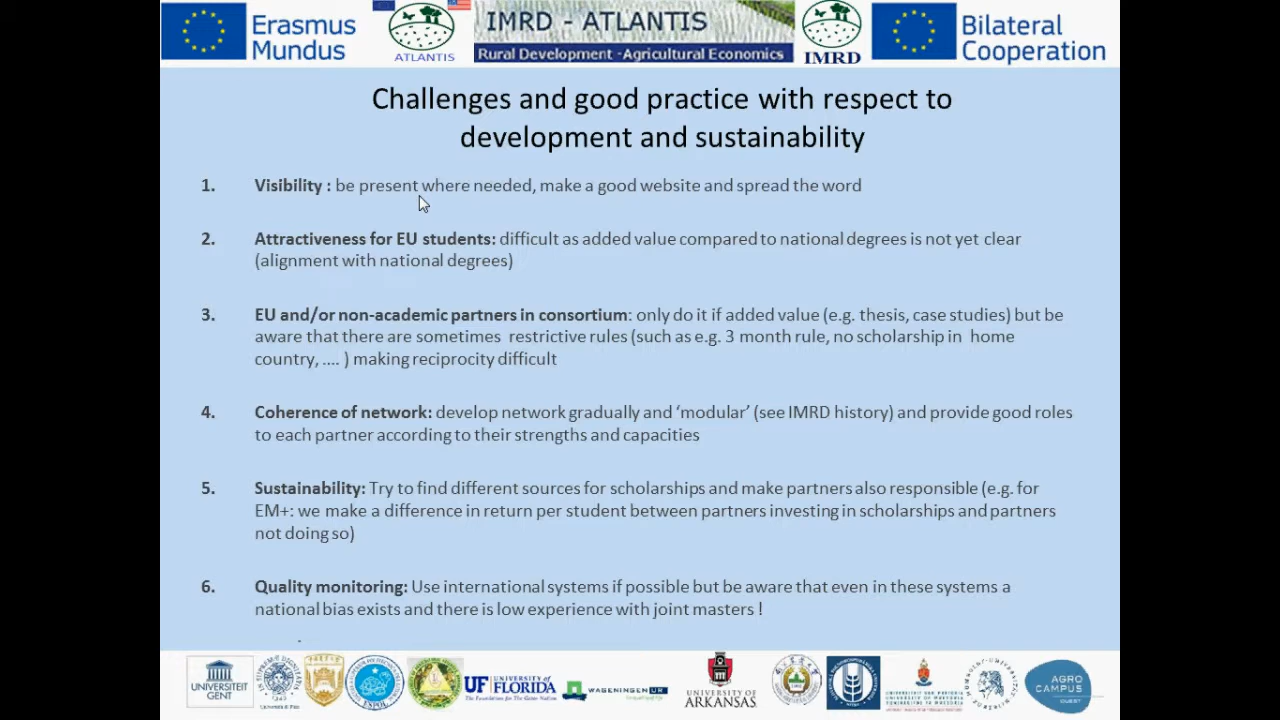 Erasmus
Mundus
ATLANTIS
IMRD - ATLANTIS
Rural Development -Agricultural Economics
IMRD
Bilateral
Cooperation
Challenges and good practice with respect to
development and sustainability
1. Visibility : be present where needed, make a good website and spread the word
2. Attractiveness for EU students: difficult as added value compared to national degrees is not yet clear
(alignment with national degrees)
3. EU and/or non-academic partners in consortium: only do it if added value (e.g. thesis, case studies) but be
aware that there are sometimes restrictive rules (such as e.g. 3 month rule, no scholarship in home
country, .... ) making reciprocity difficult
4. Coherence of network: develop network gradually and ‘modular’ (see IMRD history) and provide good roles
to each partner according to their strengths and capacities
5. Sustainability: Try to find different sources for scholarships and make partners also responsible (e.g. for
EM+: we make a difference in return per student between partners investing in scholarships and partners
not doing so)
6. Quality monitoring: Use international systems if possible but be aware that even in these systems a
national bias exists and there is low experience with joint masters !
.
UNIVERSITEIT
GENT
ESPOL
UF UNIVERSITY of
FLORIDA
The Foundation for The Gator Nation
WAGENINGEN UR
UNIVERSITY OF
ARKANSAS
AGRO
CAMPUS
OUEST